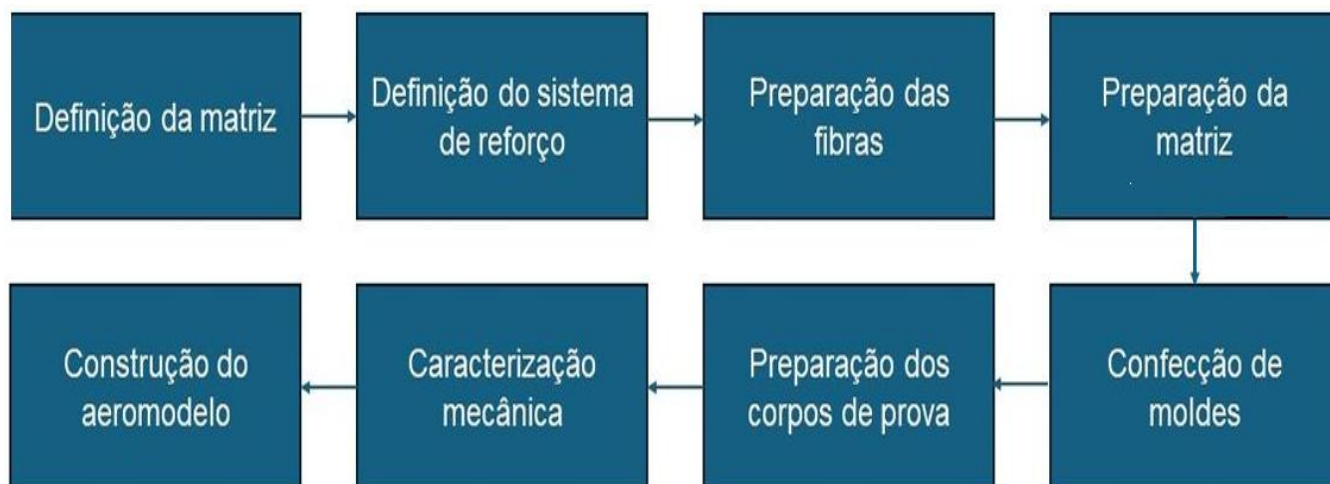 Definição da matriz
Definição do sistema
de reforço
Preparação das
fibras
Preparação da
matriz
Confecção de
moldes
Preparação dos
corpos de prova
Caracterização
mecânica
Construção do
aeromodelo